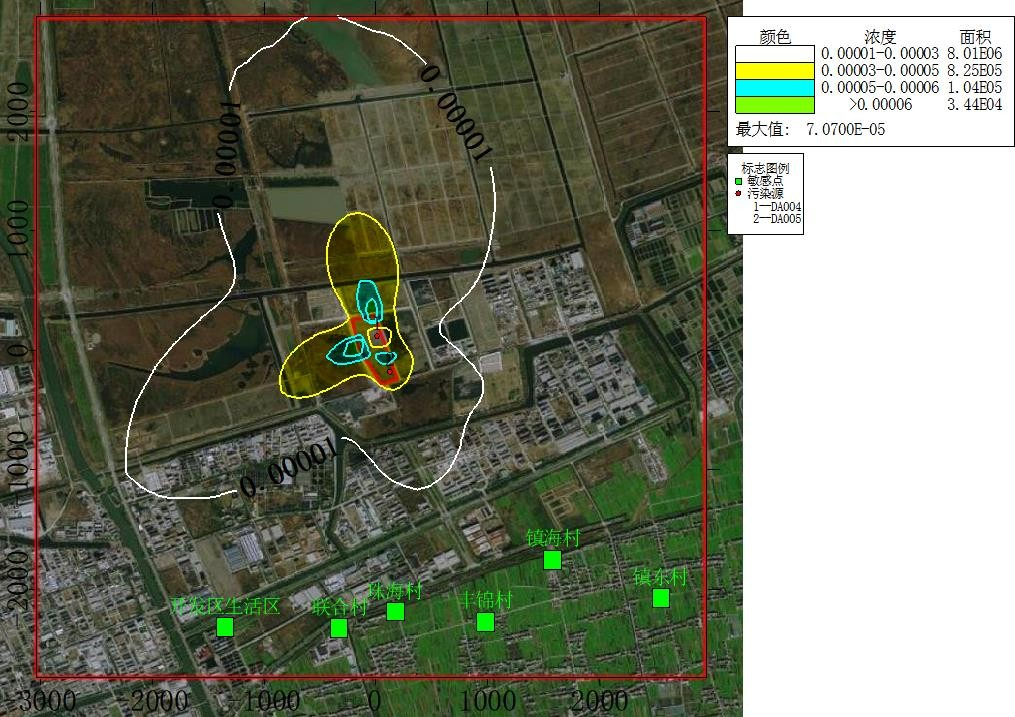 颜色 浓度 面积
0.00001-0.00003 8.01E06
0.00003-0.00005 8.25E05
0.00005-0.00006 1.04E05
>0.00006 3.44E04
最大值: 7.0700E-05
标志图例
敏感点
污染源
1—DA004
2—DA005
0.00001
0.00001
0.00001
2000
1000
0
-1000
-2000
镇海村
镇东村
珠海村
丰锦村
开发区生活区
联合村
-3000 -2000 -1000 0 1000 2000